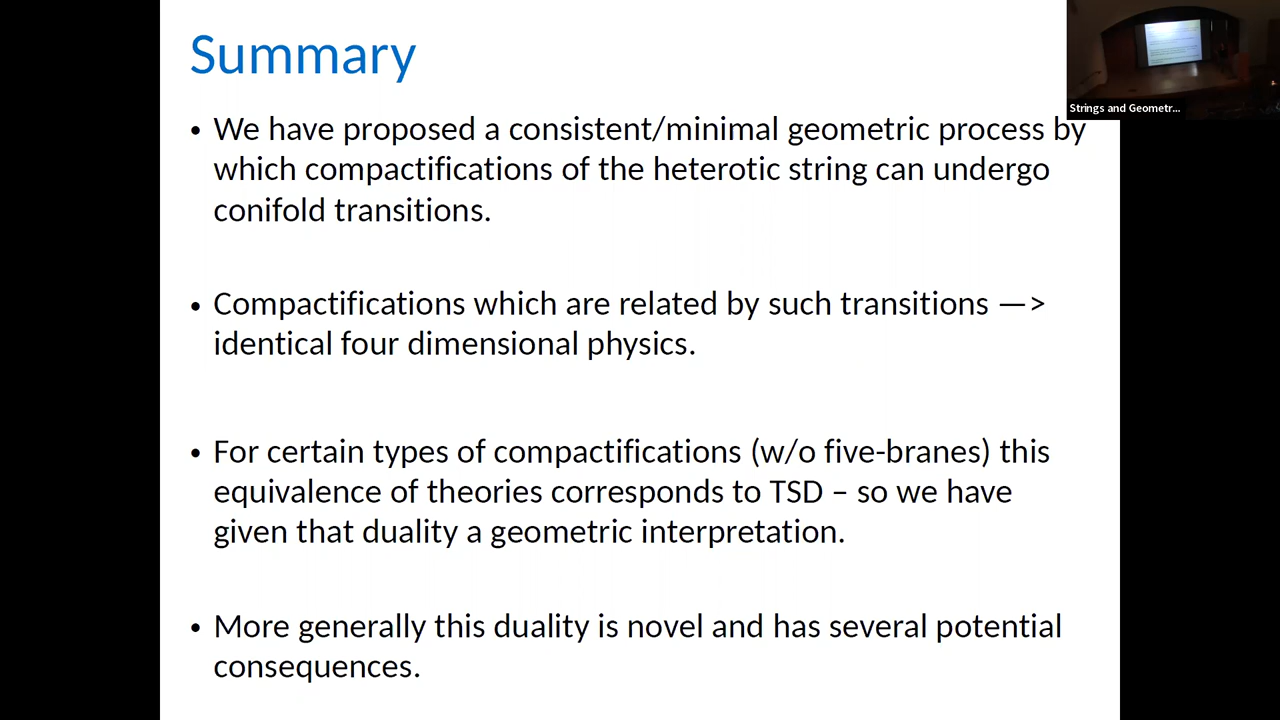 Summary
Strings and Geometr...
• We have proposed a consistent/minimal geometric process by
which compactifications of the heterotic string can undergo
conifold transitions.
• Compactifications which are related by such transitions —>
identical four dimensional physics.
• For certain types of compactifications (w/o five-branes) this
equivalence of theories corresponds to TSD – so we have
given that duality a geometric interpretation.
• More generally this duality is novel and has several potential
consequences.